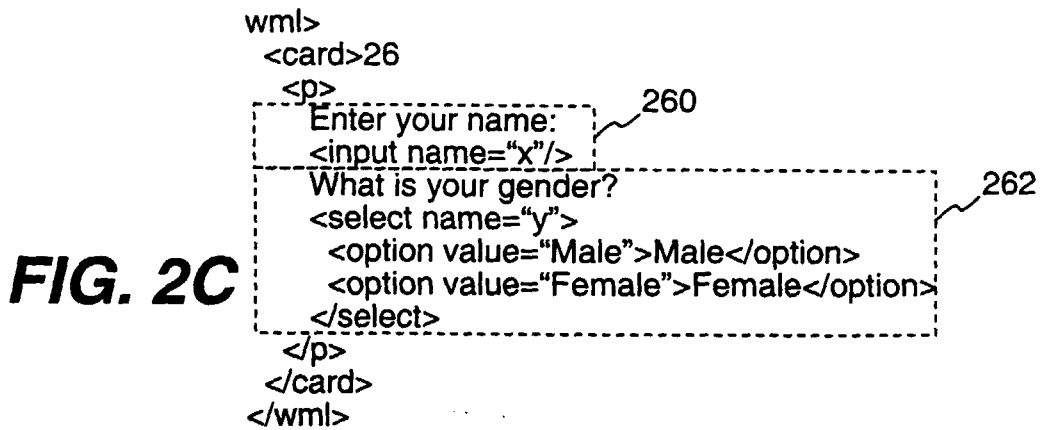 wml>
<card>26
<p>
260
Enter your name:
<input name="x"/>
What is your gender?
262
<select name="y">
<option value="Male">Male</option>
<option value="Female">Female</option>
</select>
FIG. 2C
</p>
</card>
</wml>